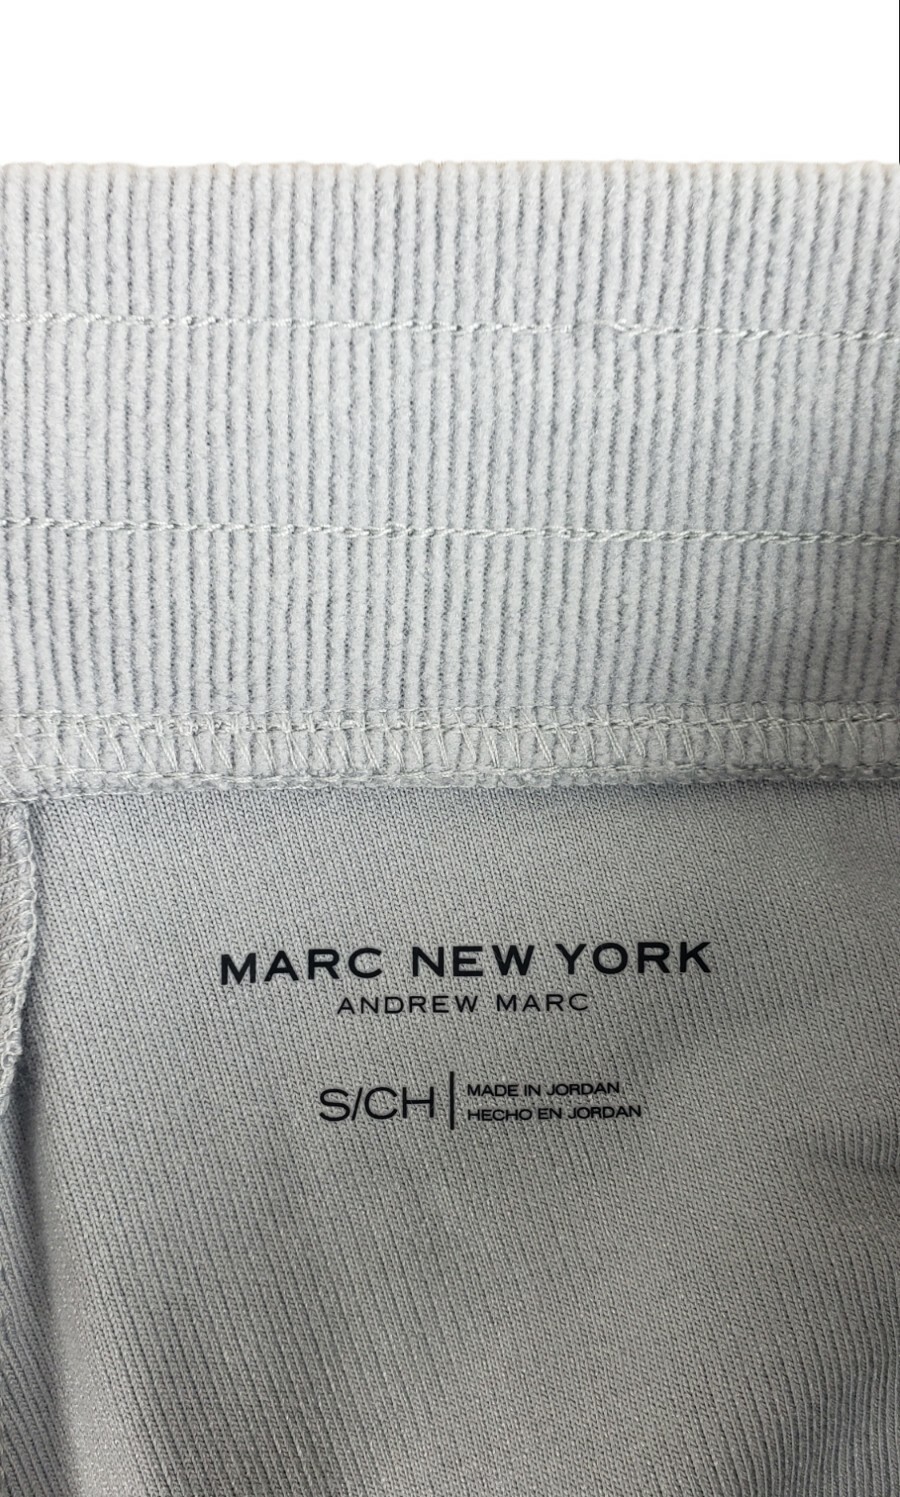 MARC NEW YORK
ANDREW MARC
S/CH
MADE IN JORDAN
HECHO EN JORDAN